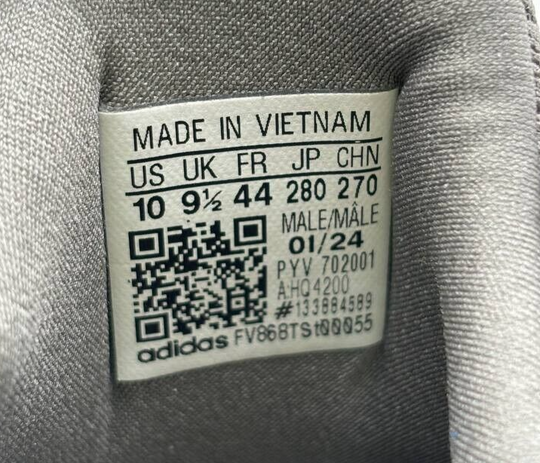 MADE IN VIETNAM
US UK FR JP CHN
10 9½ 44 280 270
MALE/MÂLE
01/24
PYV 702001
A:HQ4200
#133884589
adidas FV868TSt00055